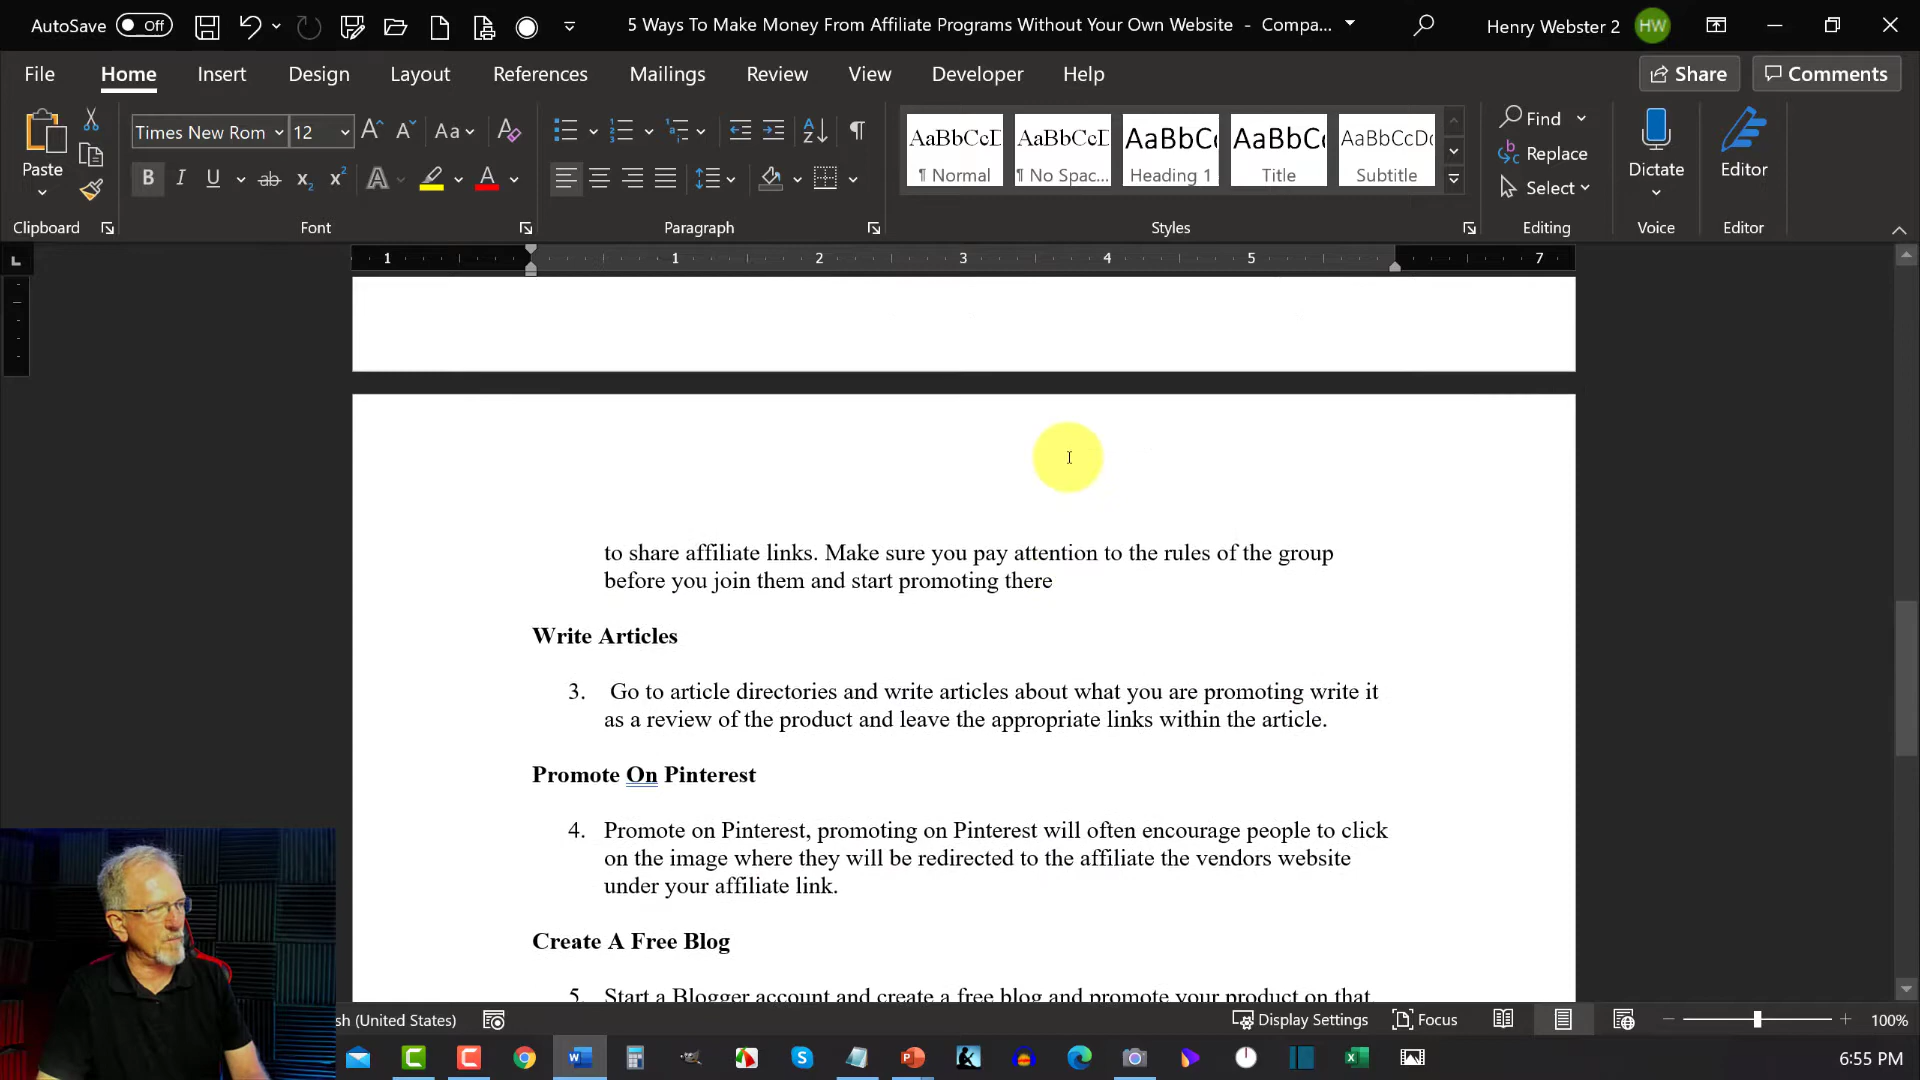 AutoSave Off
5 Ways To Make Money From Affiliate Programs Without Your Own Website - Compa...
Henry Webster 2 HW
File Home Insert Design Layout References Mailings Review View Developer Help
Share Comments
Paste
Times New Rom 12
Aa
AaBbCcD AaBbCcD AaBbC AaBbC AaBbCcD
¶ Normal ¶ No Spac... Heading 1 Title Subtitle
Find
Replace
Select
Dictate
Editor
Clipboard Font Paragraph Styles Editing Voice Editor
1 1 2 3 4 5 7
to share affiliate links. Make sure you pay attention to the rules of the group
before you join them and start promoting there
Write Articles
3. Go to article directories and write articles about what you are promoting write it
as a review of the product and leave the appropriate links within the article.
Promote On Pinterest
4. Promote on Pinterest, promoting on Pinterest will often encourage people to click
on the image where they will be redirected to the affiliate the vendors website
under your affiliate link.
Create A Free Blog
5. Start a Blogger account and create a free blog and promote your product on that
sh (United States)
Display Settings Focus 100%
6:55 PM